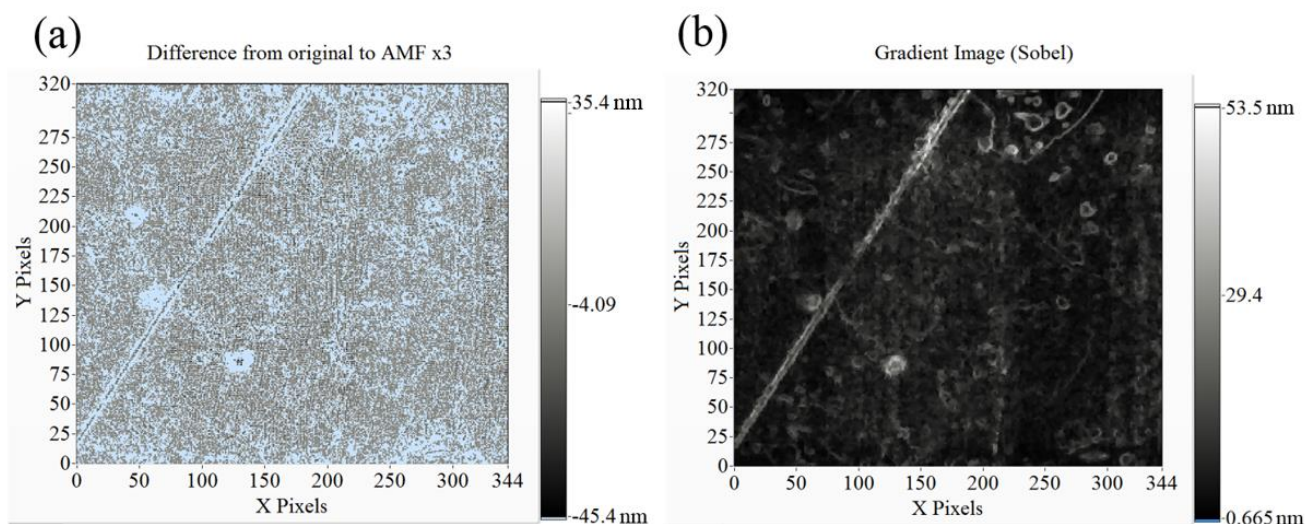 (a)
Difference from original to AMF x3
320
275
250
225
200
175
150
125
100
75
50
25
0
Y Pixels
0 50 100 150 200 250 300 344
X Pixels
35.4 nm
-4.09
-45.4 nm
(b)
Gradient Image (Sobel)
320
275
250
225
200
175
150
125
100
75
50
25
0
Y Pixels
0 50 100 150 200 250 300 344
X Pixels
53.5 nm
29.4
0.665 nm